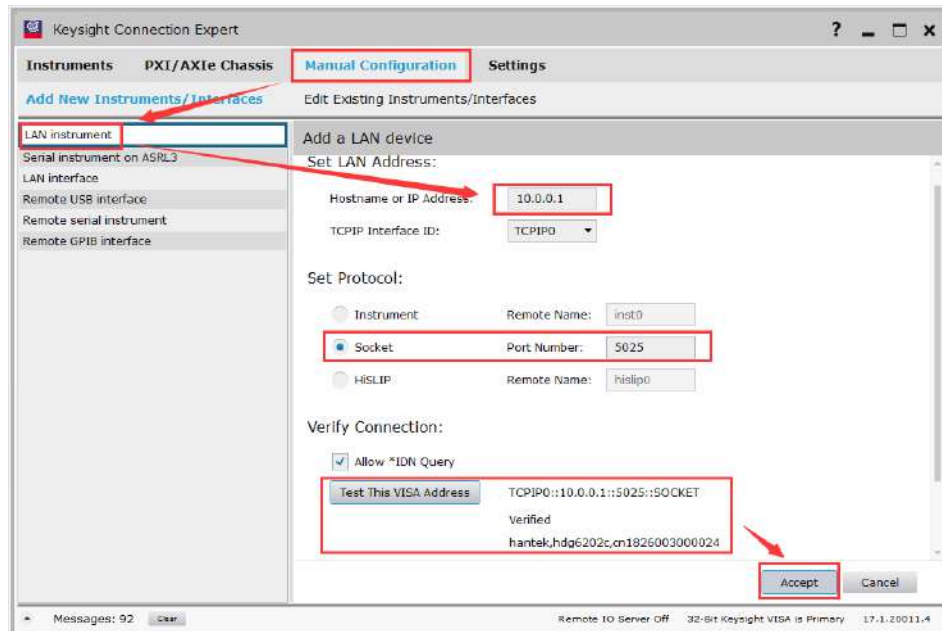 Keysight Connection Expert
?
Instruments PXI/AXIe Chassis Manual Configuration Settings
Add New Instruments/Interfaces Edit Existing Instruments/Interfaces
LAN instrument
Serial instrument on ASRL3
LAN interface
Remote USB interface
Remote serial instrument
Remote GPIB interface
Add a LAN device
Set LAN Address:
Hostname or IP Address: 10.0.0.1
TCPIP Interface ID: TCPIP0
Set Protocol:
Instrument Remote Name: inst0
Socket Port Number: 5025
HiSLIP Remote Name: hislip0
Verify Connection:
Allow *IDN Query
Test This VISA Address TCPIP0::10.0.0.1::5025::SOCKET
Verified
hantek,hdg6202c,cn1826003000024
Accept Cancel
Messages: 92 Clear Remote IO Server Off 32-Bit Keysight VISA is Primary 17.1.20011.4